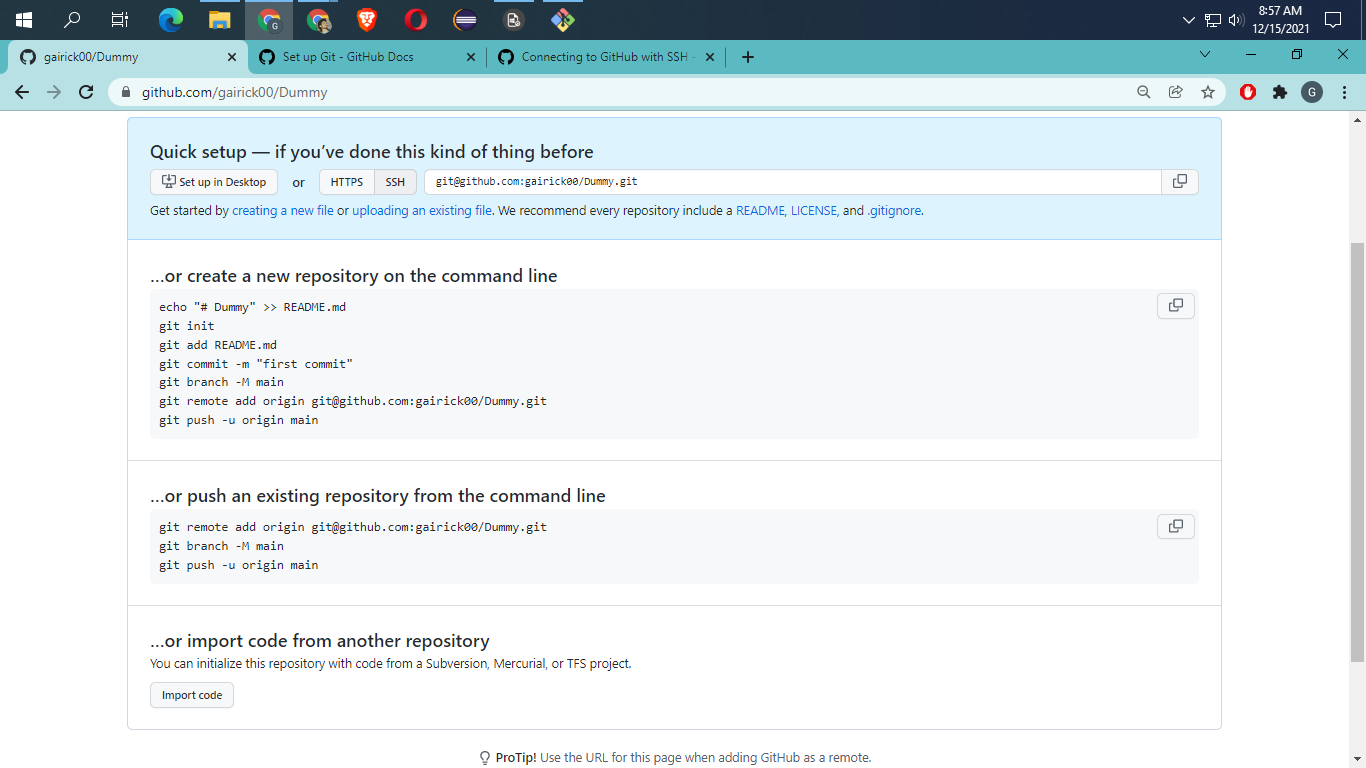 8:57 AM
12/15/2021
gairick00/Dummy
Set up Git - GitHub Docs
Connecting to GitHub with SSH -
github.com/gairick00/Dummy
G
Quick setup — if you’ve done this kind of thing before
Set up in Desktop or HTTPS SSH git@github.com:gairick00/Dummy.git
Get started by creating a new file or uploading an existing file. We recommend every repository include a README, LICENSE, and .gitignore.
…or create a new repository on the command line
echo "# Dummy" >> README.md
git init
git add README.md
git commit -m "first commit"
git branch -M main
git remote add origin git@github.com:gairick00/Dummy.git
git push -u origin main
…or push an existing repository from the command line
git remote add origin git@github.com:gairick00/Dummy.git
git branch -M main
git push -u origin main
…or import code from another repository
You can initialize this repository with code from a Subversion, Mercurial, or TFS project.
Import code
ProTip! Use the URL for this page when adding GitHub as a remote.